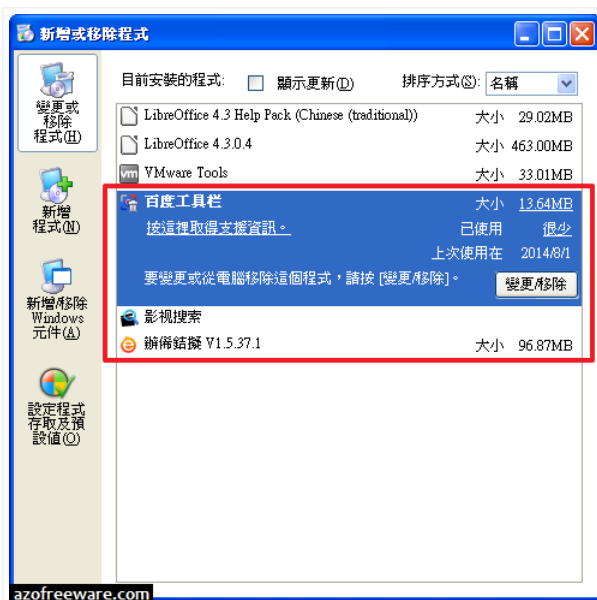 新增或移除程式
目前安裝的程式: 顯示更新(D) 排序方式(S): 名稱
變更或
移除
程式(H)
新增
程式(N)
新增/移除
Windows
元件(A)
設定程式
存取及預
設值(O)
LibreOffice 4.3 Help Pack (Chinese (traditional)) 大小 29.02MB
LibreOffice 4.3.0.4 大小 463.00MB
vm VMware Tools 大小 33.01MB
百度工具栏 大小 13.64MB
按這裡取得支援資訊。 已使用 很少
上次使用在 2014/8/1
要變更或從電腦移除這個程式,請按 [變更/移除]。 變更/移除
影视搜索
V1.5.37.1 大小 96.87MB
azofreeware.com